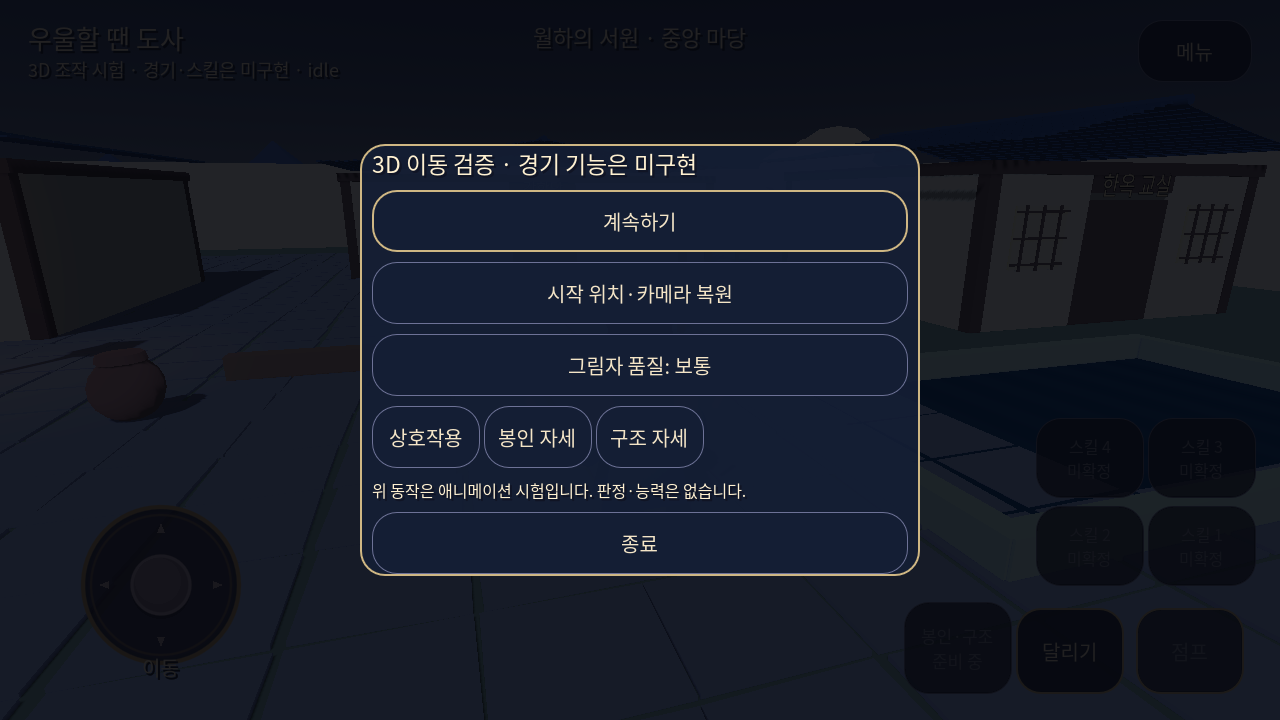 우울할 땐 도사
월하의 서원 · 중앙 마당
메뉴
3D 조작 시험 · 경기·스킬은 미구현 · idle
3D 이동 검증 · 경기 기능은 미구현
한옥 교실
계속하기
시작 위치·카메라 복원
그림자 품질: 보통
상호작용
봉인 자세
구조 자세
위 동작은 애니메이션 시험입니다. 판정·능력은 없습니다.
종료
스킬 4
미확정
스킬 3
미확정
스킬 2
미확정
스킬 1
미확정
봉인·구조
준비 중
달리기
점프
이동